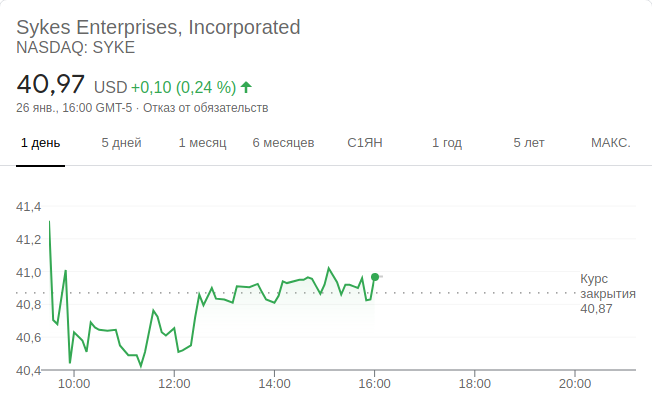 Sykes Enterprises, Incorporated
NASDAQ: SYKE
40,97 USD +0,10 (0,24 %)
26 янв., 16:00 GMT-5 · Отказ от обязательств
1 день 5 дней 1 месяц 6 месяцев С1ЯН 1 год 5 лет МАКС.
41,4
41,2
41,0
40,8
40,6
40,4
Курс
закрытия
40,87
10:00 12:00 14:00 16:00 18:00 20:00